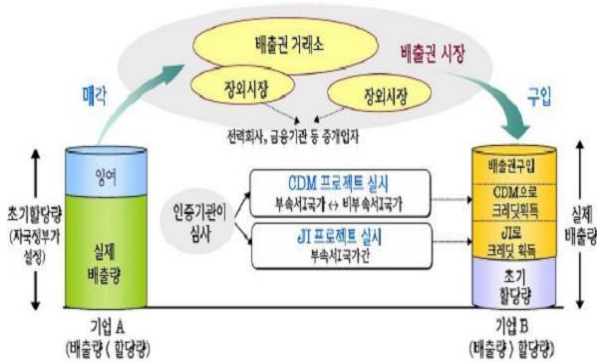 배출권 거래소
배출권 시장
장외시장
장외시장
매각
구입
전력회사, 금융기관 등 중개입자
초기할당량
(자국정부가
설정)
잉여
실제
배출량
기업 A
(배출량 < 할당량)
인증기관이
심사
CDM 프로젝트 실시
부속서I국가 ↔ 비부속서I국가
JI 프로젝트 실시
부속서I국가간
배출권구입
CDM으로
크레딧획득
JI로
크레딧 획득
초기
할당량
실제
배출량
기업 B
(배출량 > 할당량)